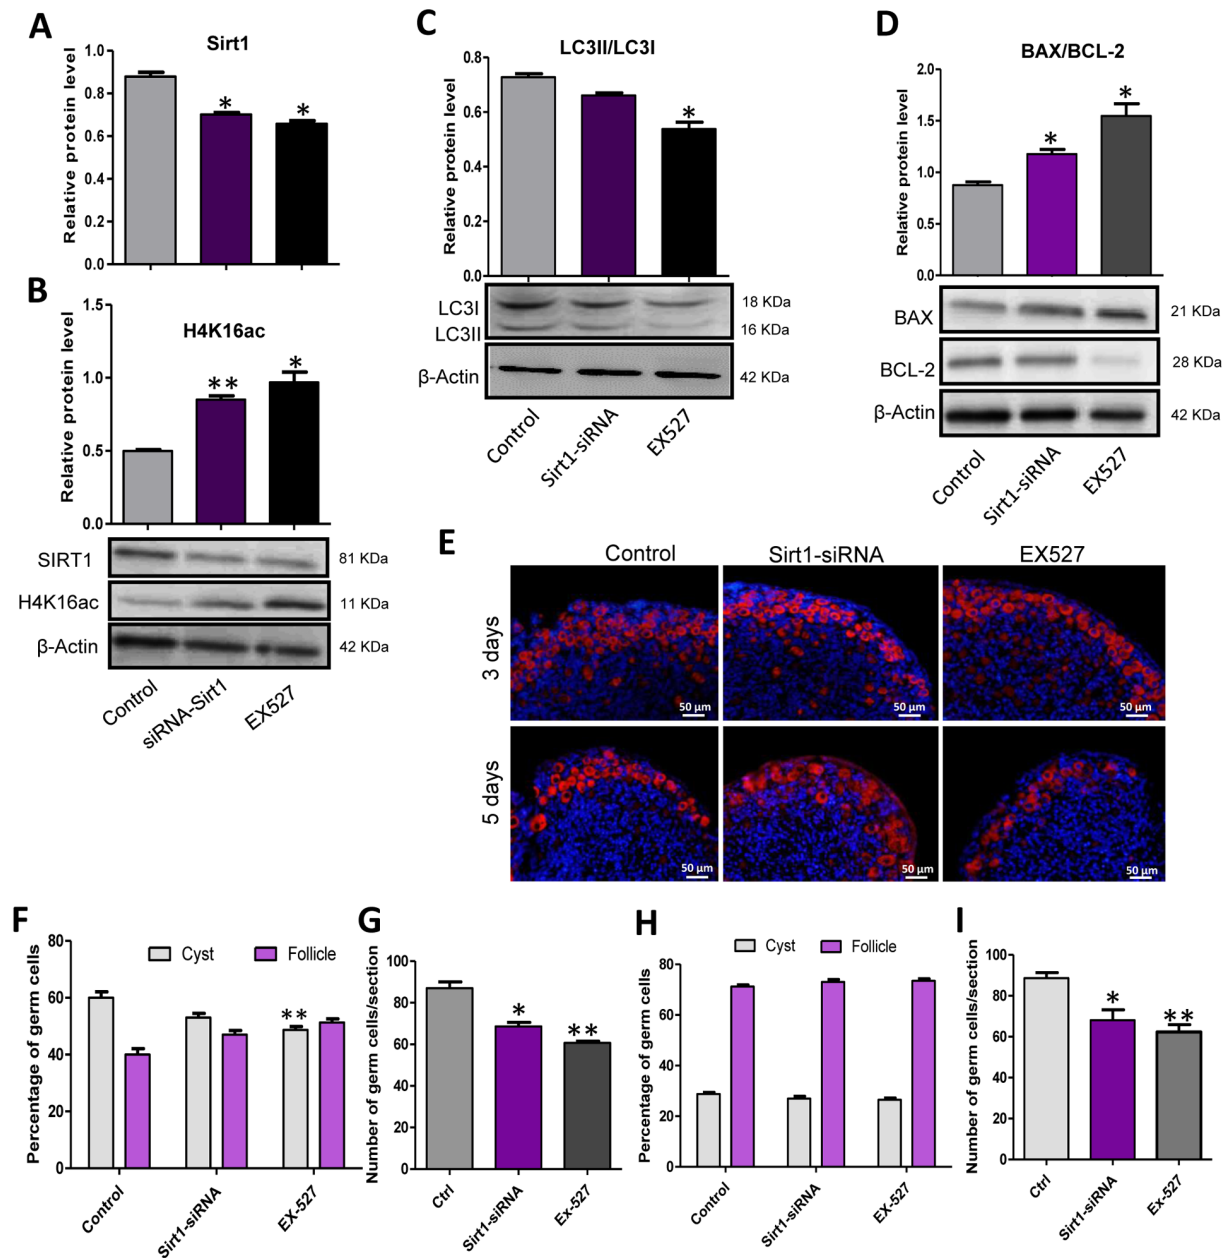 A
Sirt1
Relative protein level
1.0
0.8
0.6
0.4
0.2
0.0
*
*
B
H4K16ac
Relative protein level
1.5
1.0
0.5
0.0
**
*
SIRT1
81 KDa
H4K16ac
11 KDa
β-Actin
42 KDa
Control
siRNA-Sirt1
EX527
C
LC3II/LC3I
Relative protein level
0.8
0.6
0.4
0.2
0.0
*
LC3I
18 KDa
LC3II
16 KDa
β-Actin
42 KDa
Control
Sirt1-siRNA
EX527
D
BAX/BCL-2
Relative protein level
2.0
1.5
1.0
0.5
0.0
*
*
BAX
21 KDa
BCL-2
28 KDa
β-Actin
42 KDa
Control
Sirt1-siRNA
EX527
E
Control
Sirt1-siRNA
EX527
3 days
50 μm
50 μm
50 μm
5 days
50 μm
50 μm
50 μm
F
Cyst
Follicle
Percentage of germ cells
80
60
40
20
0
**
Control
Sirt1-siRNA
EX-527
G
Number of germ cells/section
100
80
60
40
20
0
*
**
Ctrl
Sirt1-siRNA
Ex-527
H
Cyst
Follicle
Percentage of germ cells
80
60
40
20
0
Control
Sirt1-siRNA
EX-527
I
Number of germ cells/section
100
80
60
40
20
0
*
**
Ctrl
Sirt1-siRNA
Ex-527